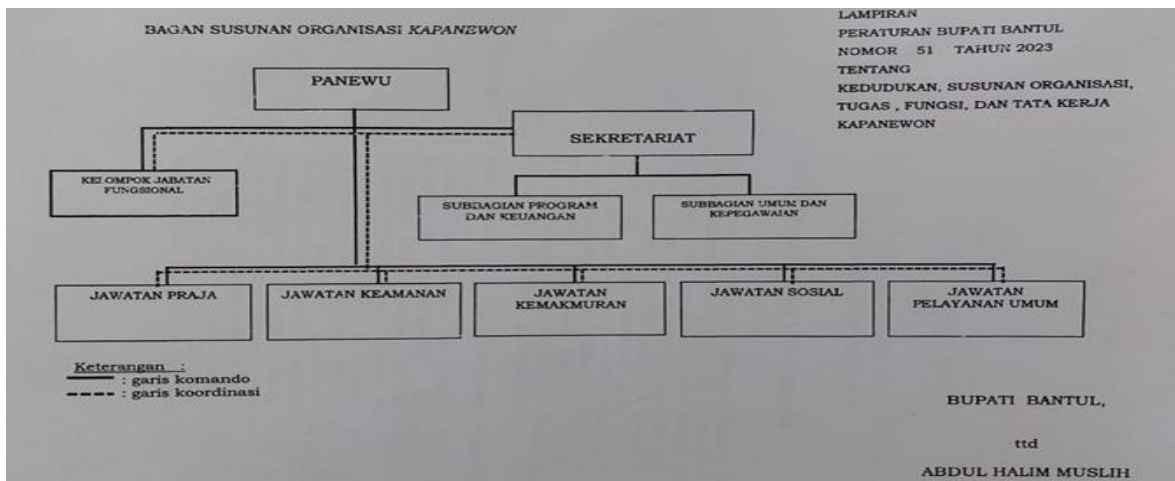 BAGAN SUSUNAN ORGANISASI KAPANEWON
LAMPIRAN
PERATURAN BUPATI BANTUL
NOMOR 51 TAHUN 2023
TENTANG
KEDUDUKAN, SUSUNAN ORGANISASI,
TUGAS , FUNGSI, DAN TATA KERJA
KAPANEWON
PANEWU
SEKRETARIAT
KELOMPOK JABATAN
FUNGSIONAL
SUBBAGIAN PROGRAM
DAN KEUANGAN
SUBBAGIAN UMUM DAN
KEPEGAWAIAN
JAWATAN PRAJA
JAWATAN KEAMANAN
JAWATAN
KEMAKMURAN
JAWATAN SOSIAL
JAWATAN
PELAYANAN UMUM
Keterangan :
: garis komando
: garis koordinasi
BUPATI BANTUL,
ttd
ABDUL HALIM MUSLIH